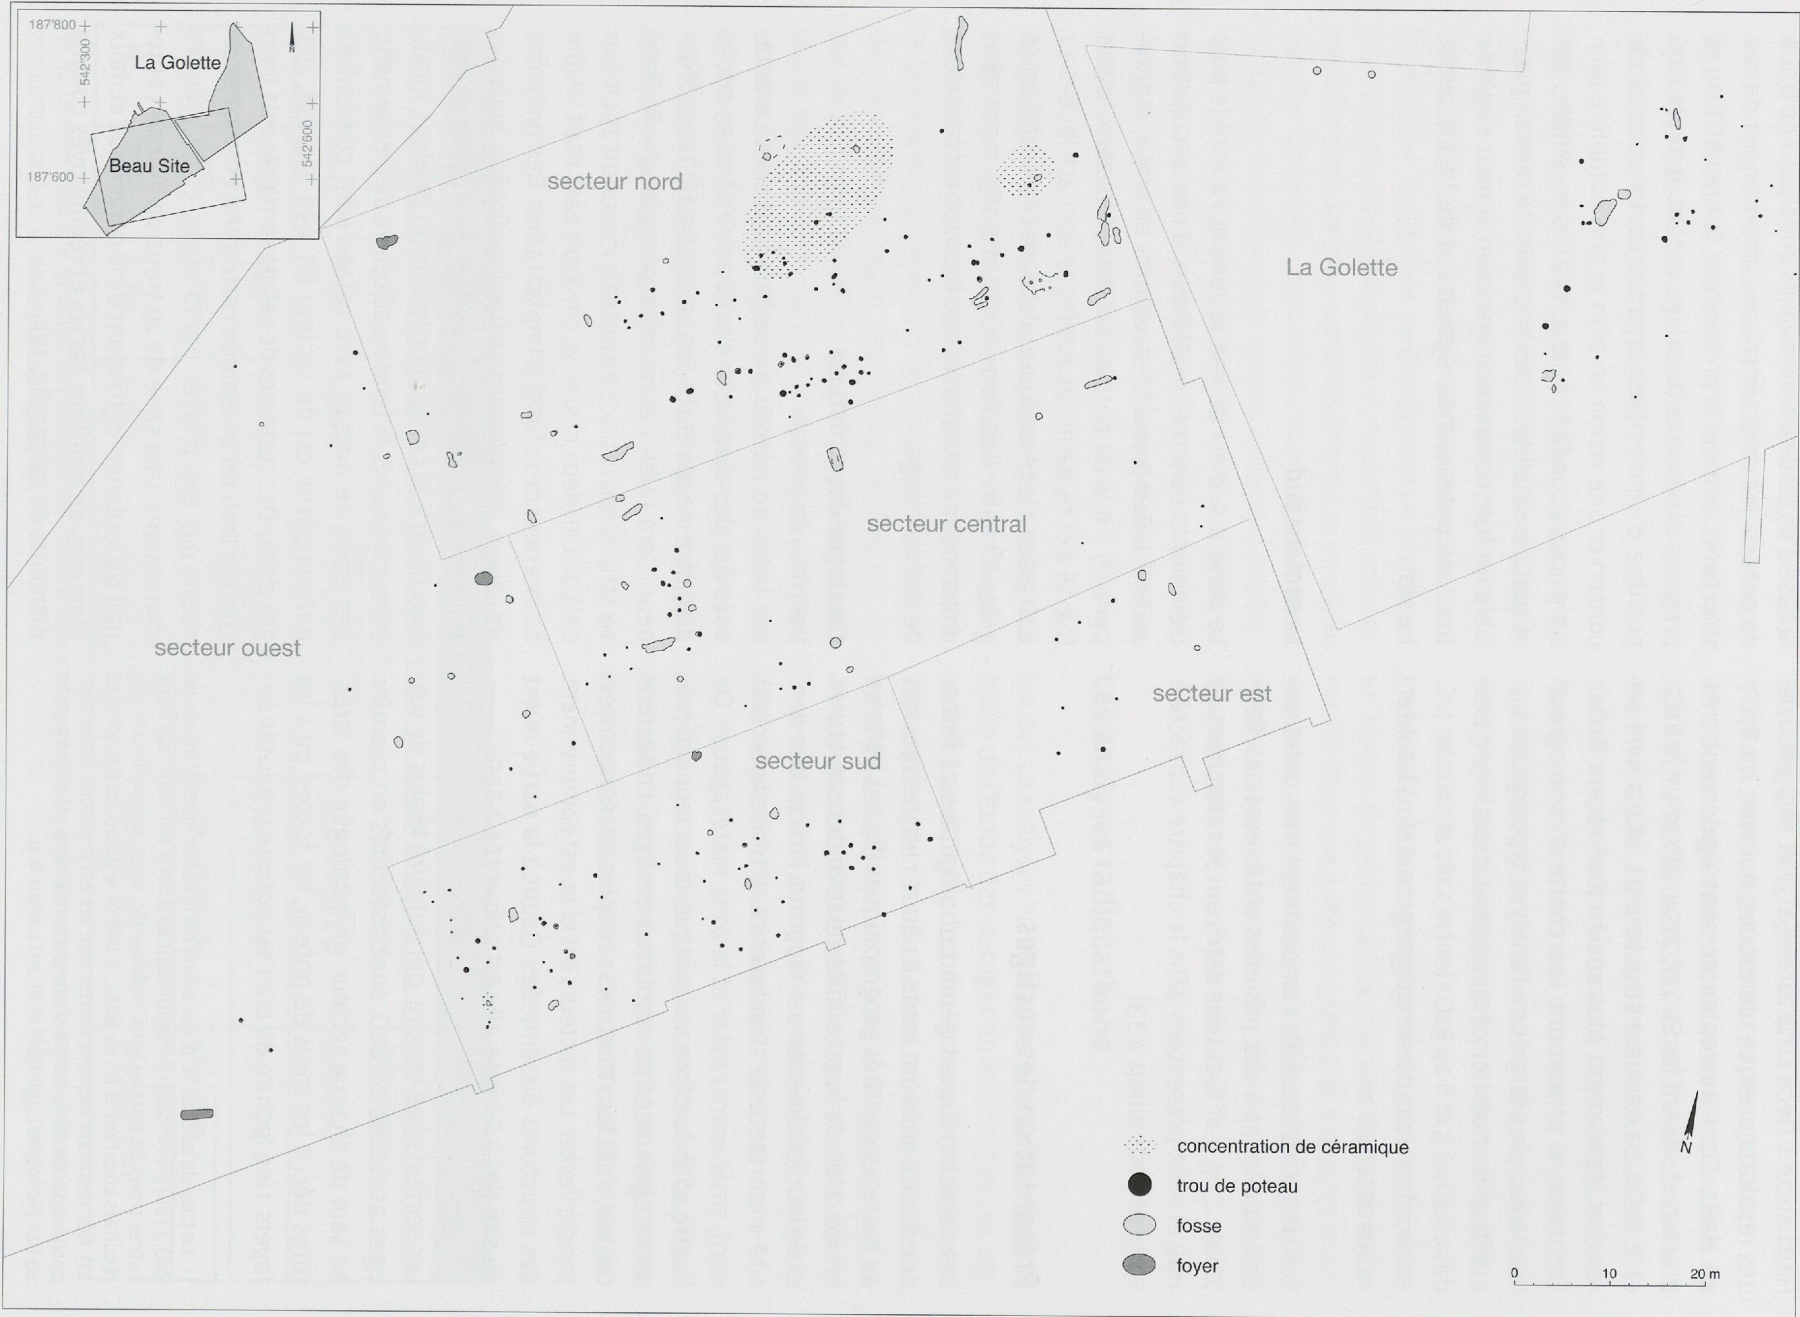 187'800
542'300
La Golette
N
542'600
Beau Site
187'600
secteur nord
La Golette
secteur central
secteur ouest
secteur est
secteur sud
concentration de céramique
trou de poteau
fosse
foyer
N
0 10 20 m